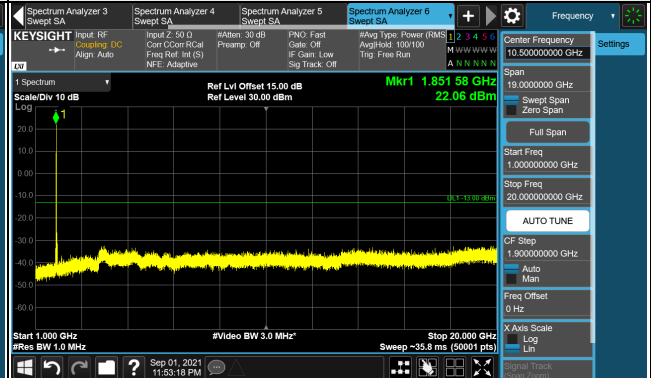 Spectrum Analyzer 3
Swept SA
Spectrum Analyzer 4
Swept SA
Spectrum Analyzer 5
Swept SA
Spectrum Analyzer 6
Swept SA
Frequency
KEYSIGHT
Input: RF
Coupling: DC
Align: Auto
Input Z: 50 Ω
Corr CCorr RCal
Freq Ref: Int (S)
NFE: Adaptive
#Atten: 30 dB
Preamp: Off
PNO: Fast
Gate: Off
IF Gain: Low
Sig Track: Off
#Avg Type: Power (RMS
Avg|Hold: 100/100
Trig: Free Run
1 2 3 4 5 6
M W W W W W
A N N N N N
LXI
1 Spectrum
Scale/Div 10 dB
Ref Lvl Offset 15.00 dB
Ref Level 30.00 dBm
Mkr1 1.851 58 GHz
22.06 dBm
Log
1
20.0
10.0
0.00
-10.0
-20.0
-30.0
-40.0
-50.0
-60.0
DL1 -13.00 dBm
Start 1.000 GHz
#Res BW 1.0 MHz
#Video BW 3.0 MHz*
Stop 20.000 GHz
Sweep ~35.8 ms (50001 pts)
Sep 01, 2021
11:53:18 PM
Center Frequency
10.500000000 GHz
Settings
Span
19.0000000 GHz
Swept Span
Zero Span
Full Span
Start Freq
1.000000000 GHz
Stop Freq
20.000000000 GHz
AUTO TUNE
CF Step
1.900000000 GHz
Auto
Man
Freq Offset
0 Hz
X Axis Scale
Log
Lin
Signal Track
(Span Zoom)